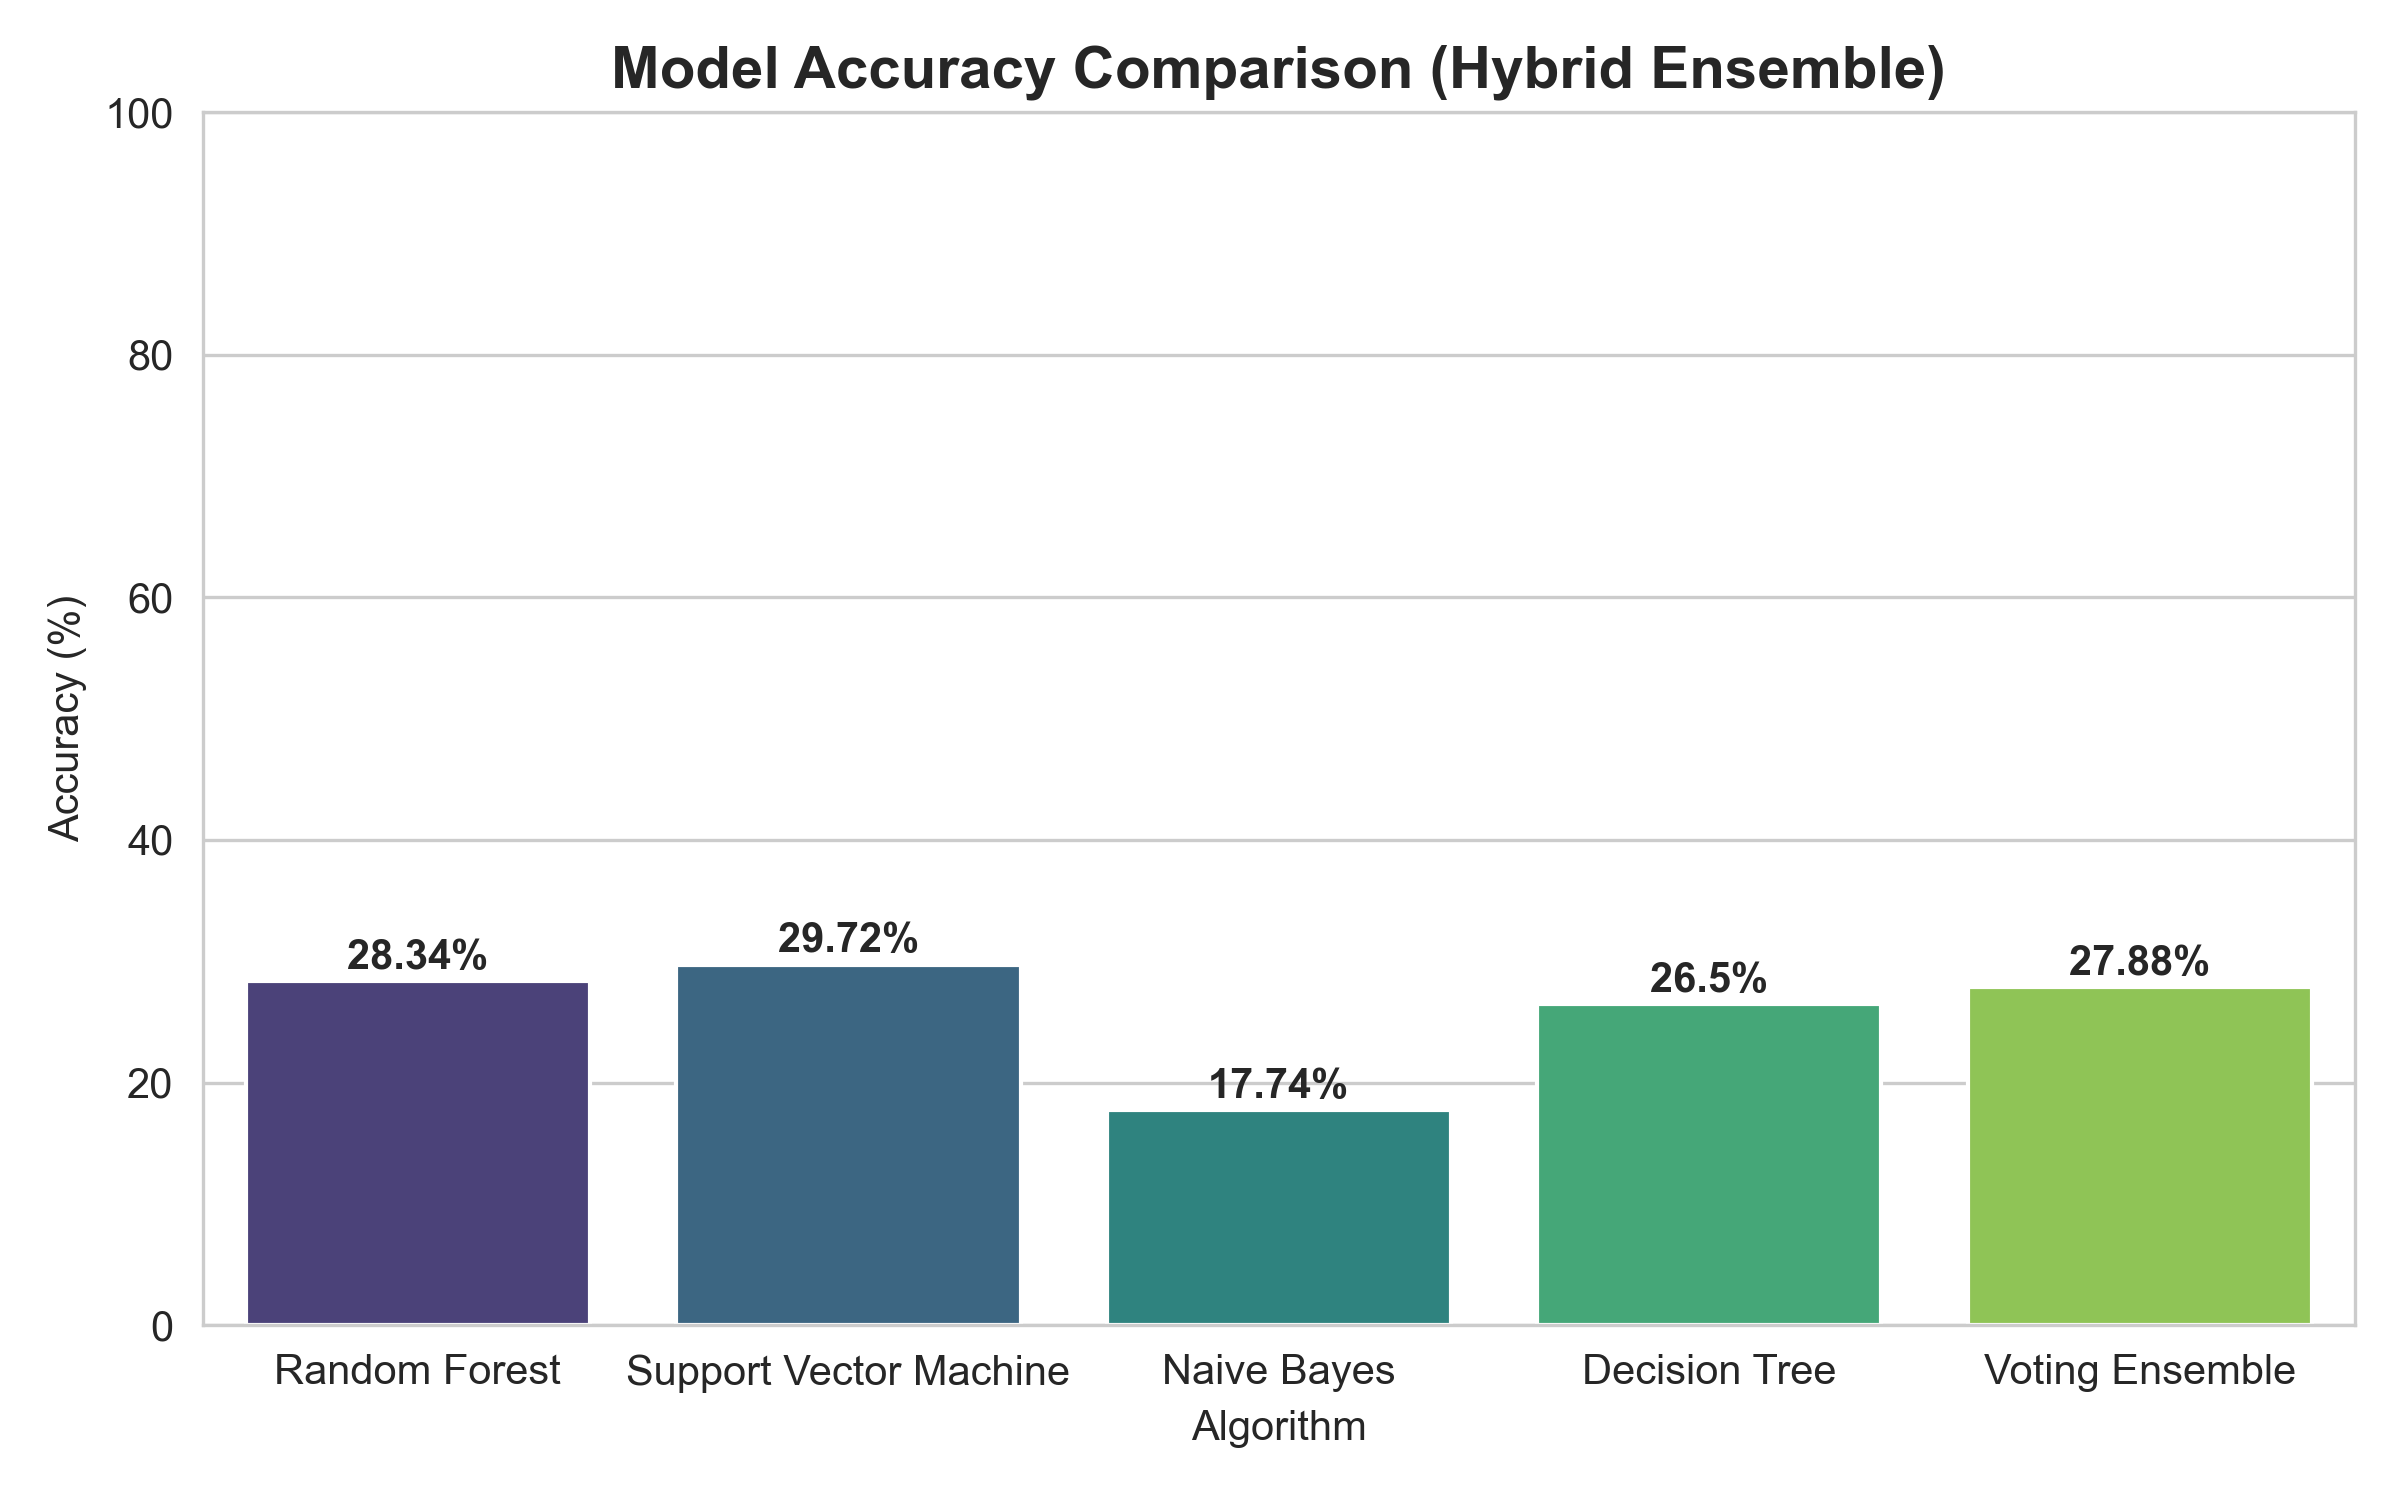 Model Accuracy Comparison (Hybrid Ensemble)
Accuracy (%)
100
80
60
40
20
0
28.34%
29.72%
17.74%
26.5%
27.88%
Random Forest
Support Vector Machine
Naive Bayes
Decision Tree
Voting Ensemble
Algorithm